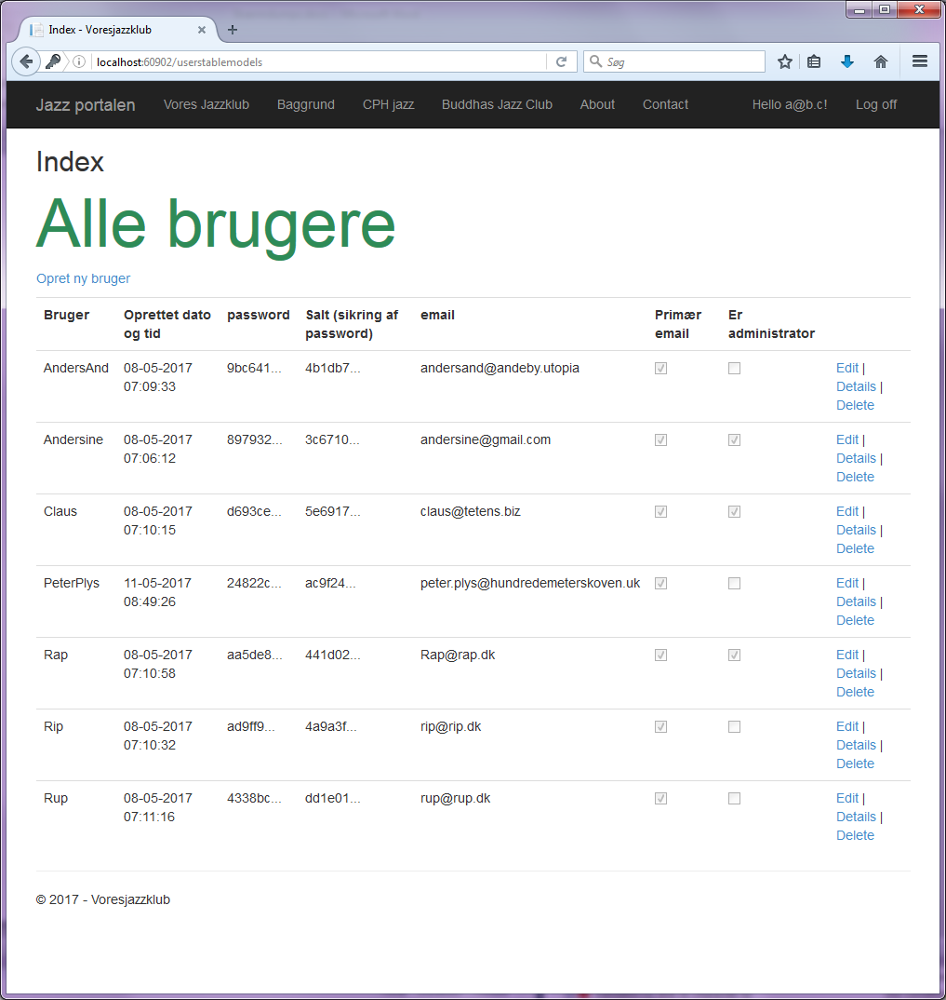 Index - Voresjazzklub
localhost:60902/userstablemodels
Søg
Jazz portalen Vores Jazzklub Baggrund CPH jazz Buddhas Jazz Club About Contact Hello a@b.c! Log off
Index
Alle brugere
Opret ny bruger
Bruger Oprettet dato og tid password Salt (sikring af password) email Primær email Er administrator
AndersAnd 08-05-2017 07:09:33 9bc641... 4b1db7... andersand@andeby.utopia Edit | Details | Delete
Andersine 08-05-2017 07:06:12 897932... 3c6710... andersine@gmail.com Edit | Details | Delete
Claus 08-05-2017 07:10:15 d693ce... 5e6917... claus@tetens.biz Edit | Details | Delete
PeterPlys 11-05-2017 08:49:26 24822c... ac9f24... peter.plys@hundredemeterskoven.uk Edit | Details | Delete
Rap 08-05-2017 07:10:58 aa5de8... 441d02... Rap@rap.dk Edit | Details | Delete
Rip 08-05-2017 07:10:32 ad9ff9... 4a9a3f... rip@rip.dk Edit | Details | Delete
Rup 08-05-2017 07:11:16 4338bc... dd1e01... rup@rup.dk Edit | Details | Delete
© 2017 - Voresjazzklub